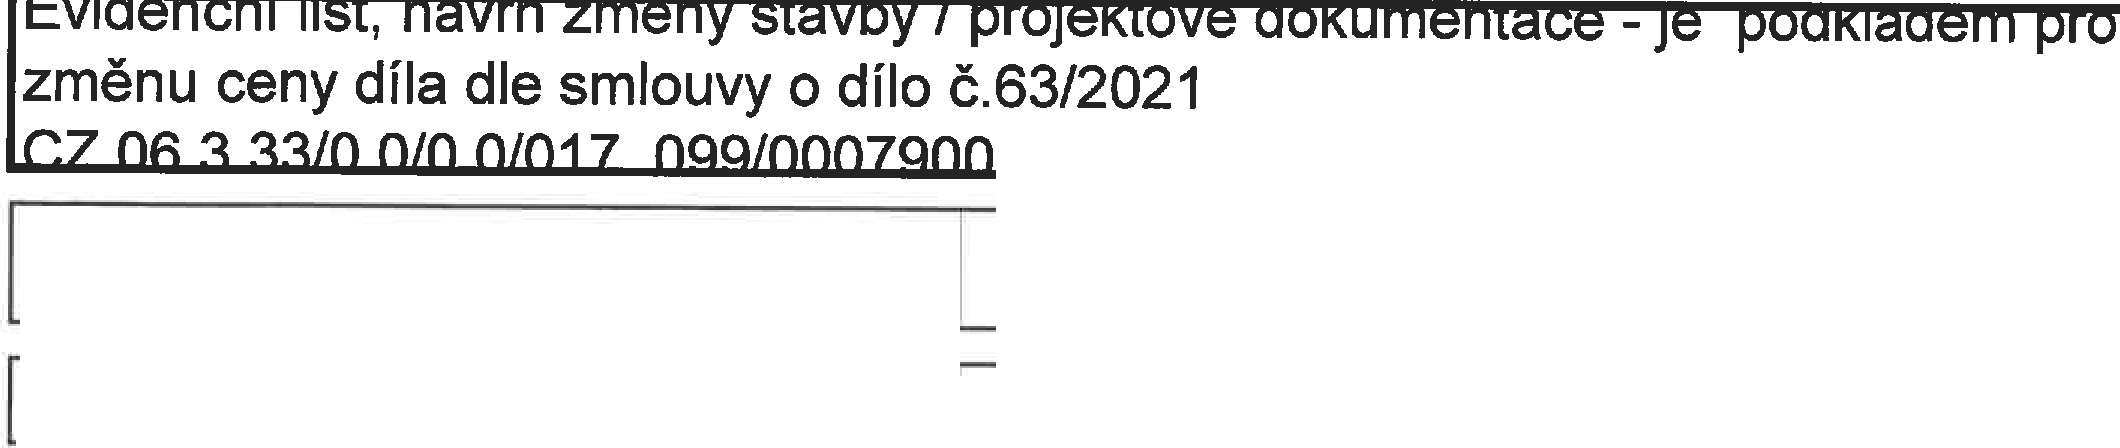 Evidenční list, návrh změny stavby / projektové dokumentace - je podkladem pro
změnu ceny díla dle smlouvy o dílo č.63/2021
CZ.06.3.33/0.0/0.0/017_099/0007900